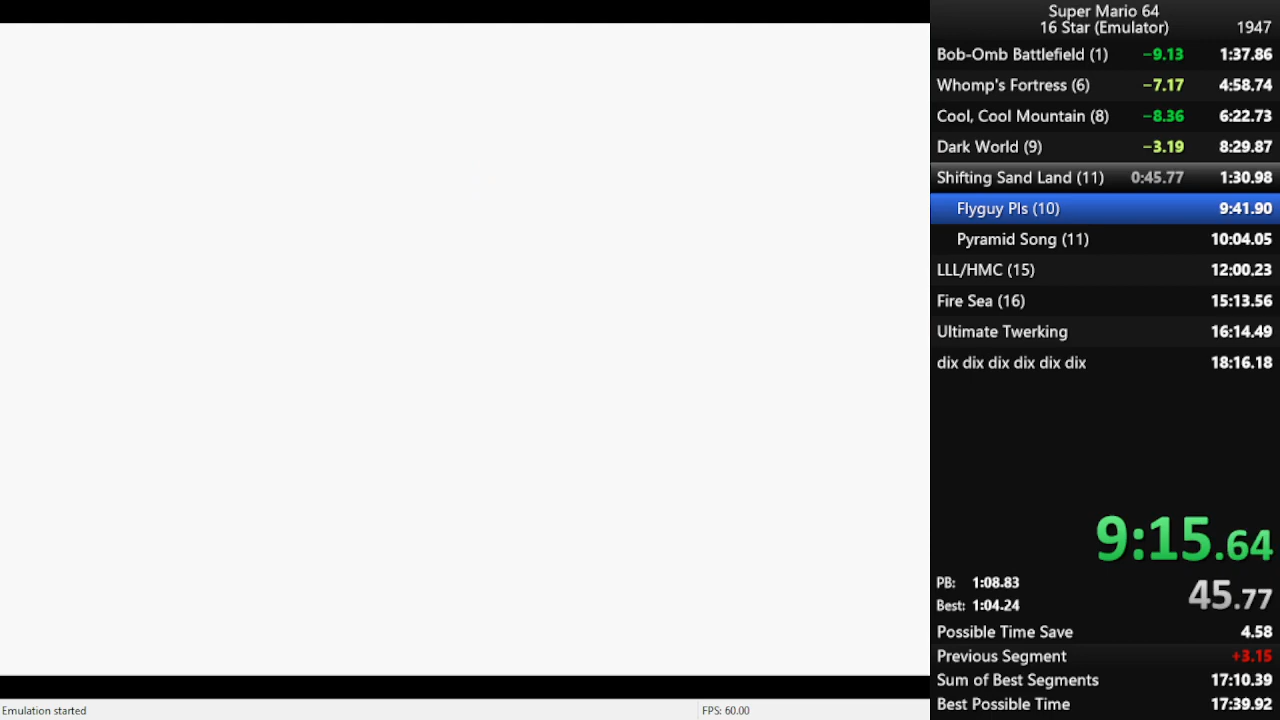 Super Mario 64
16 Star (Emulator) 1947
Bob-Omb Battlefield (1) −9.13 1:37.86
Whomp's Fortress (6) −7.17 4:58.74
Cool, Cool Mountain (8) −8.36 6:22.73
Dark World (9) −3.19 8:29.87
Shifting Sand Land (11) 0:45.77 1:30.98
Flyguy Pls (10) 9:41.90
Pyramid Song (11) 10:04.05
LLL/HMC (15) 12:00.23
Fire Sea (16) 15:13.56
Ultimate Twerking 16:14.49
dix dix dix dix dix dix 18:16.18
9:15.64
PB: 1:08.83
Best: 1:04.24
45.77
Possible Time Save 4.58
Previous Segment +3.15
Sum of Best Segments 17:10.39
Best Possible Time 17:39.92
Emulation started FPS: 60.00